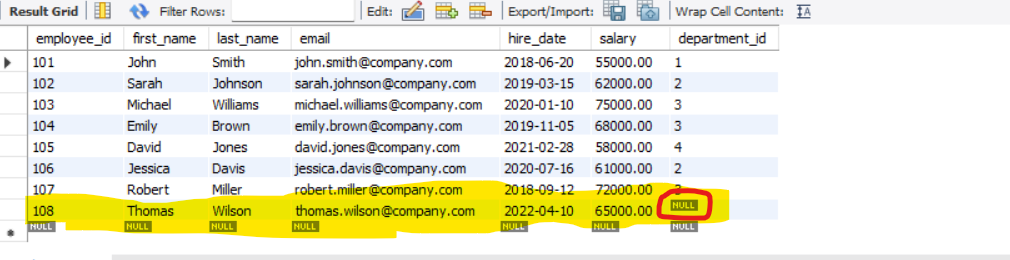 Result Grid Filter Rows: Edit: Export/Import: Wrap Cell Content:
employee_id first_name last_name email hire_date salary department_id
101 John Smith john.smith@company.com 2018-06-20 55000.00 1
102 Sarah Johnson sarah.johnson@company.com 2019-03-15 62000.00 2
103 Michael Williams michael.williams@company.com 2020-01-10 75000.00 3
104 Emily Brown emily.brown@company.com 2019-11-05 68000.00 3
105 David Jones david.jones@company.com 2021-02-28 58000.00 4
106 Jessica Davis jessica.davis@company.com 2020-07-16 61000.00 2
107 Robert Miller robert.miller@company.com 2018-09-12 72000.00
108 Thomas Wilson thomas.wilson@company.com 2022-04-10 65000.00 NULL
NULL NULL NULL NULL NULL NULL NULL